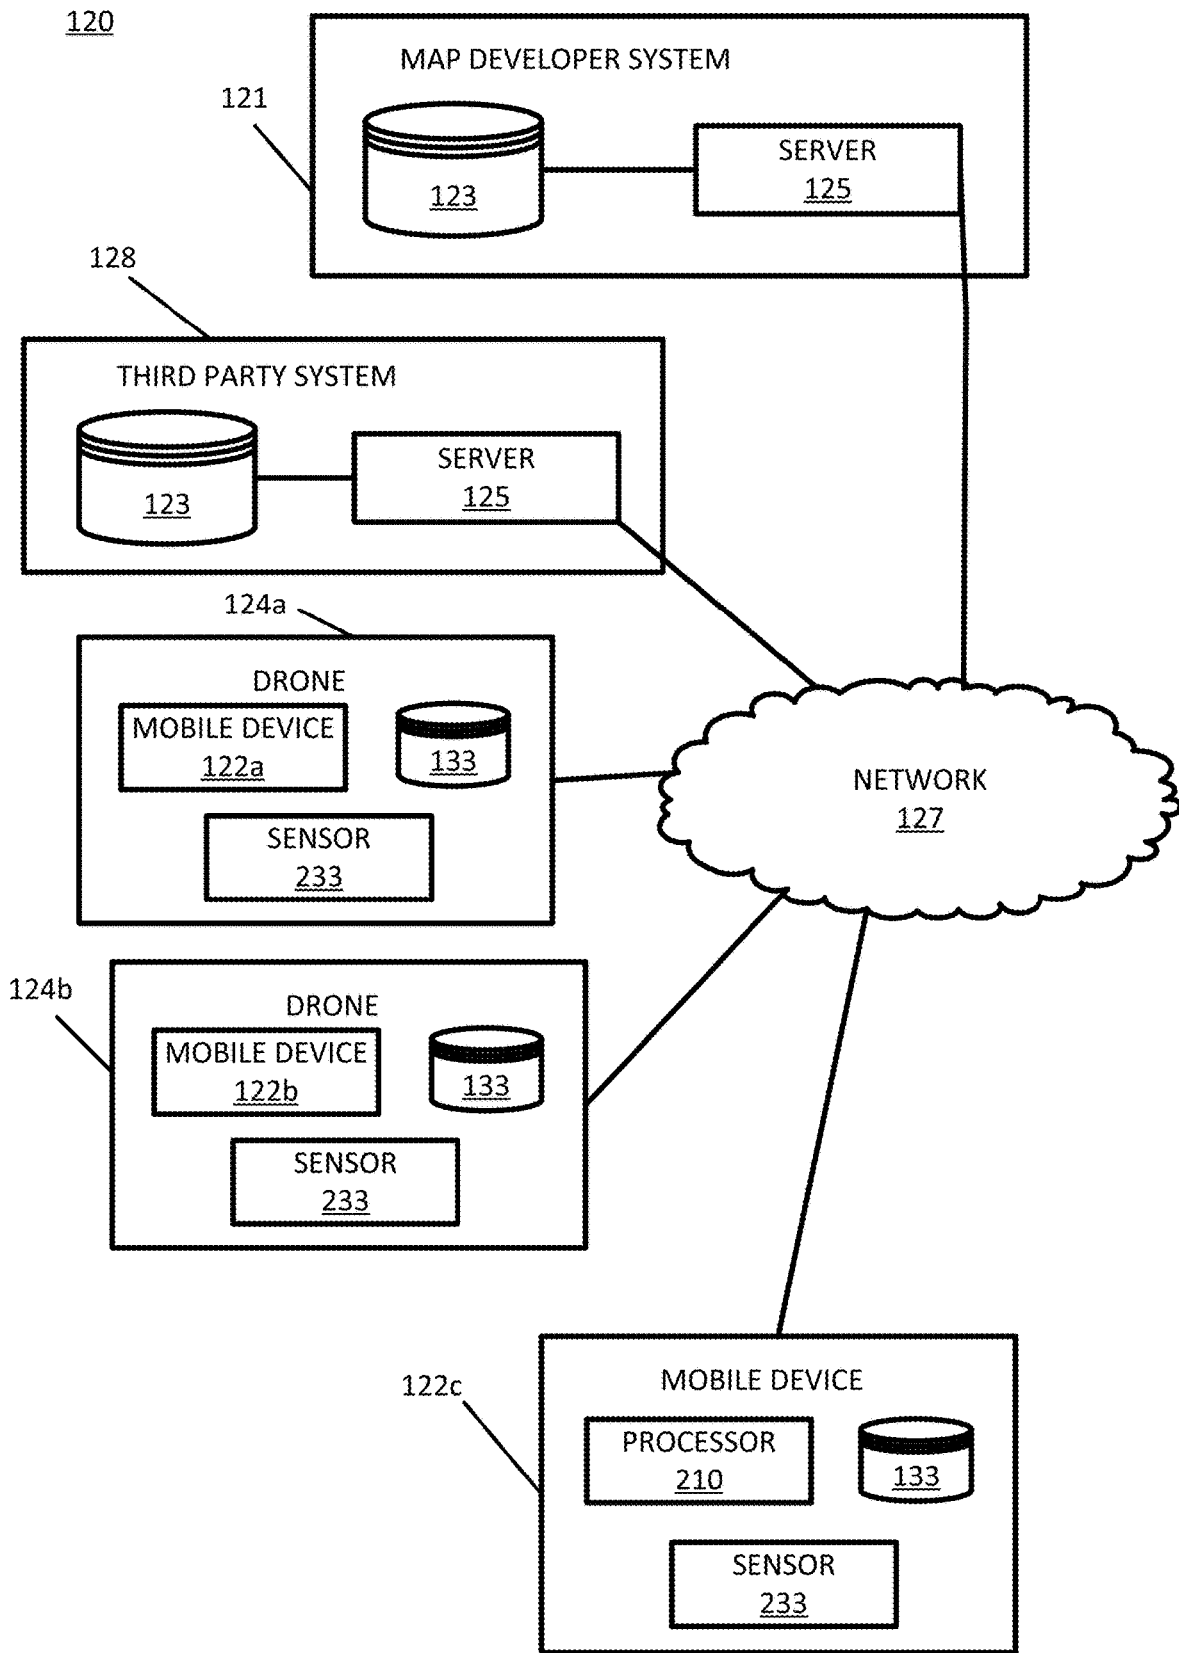 120
MAP DEVELOPER SYSTEM
121
123
SERVER
125
128
THIRD PARTY SYSTEM
123
SERVER
125
124a
DRONE
MOBILE DEVICE
122a
133
SENSOR
233
NETWORK
127
124b
DRONE
MOBILE DEVICE
122b
133
SENSOR
233
122c
MOBILE DEVICE
PROCESSOR
210
133
SENSOR
233